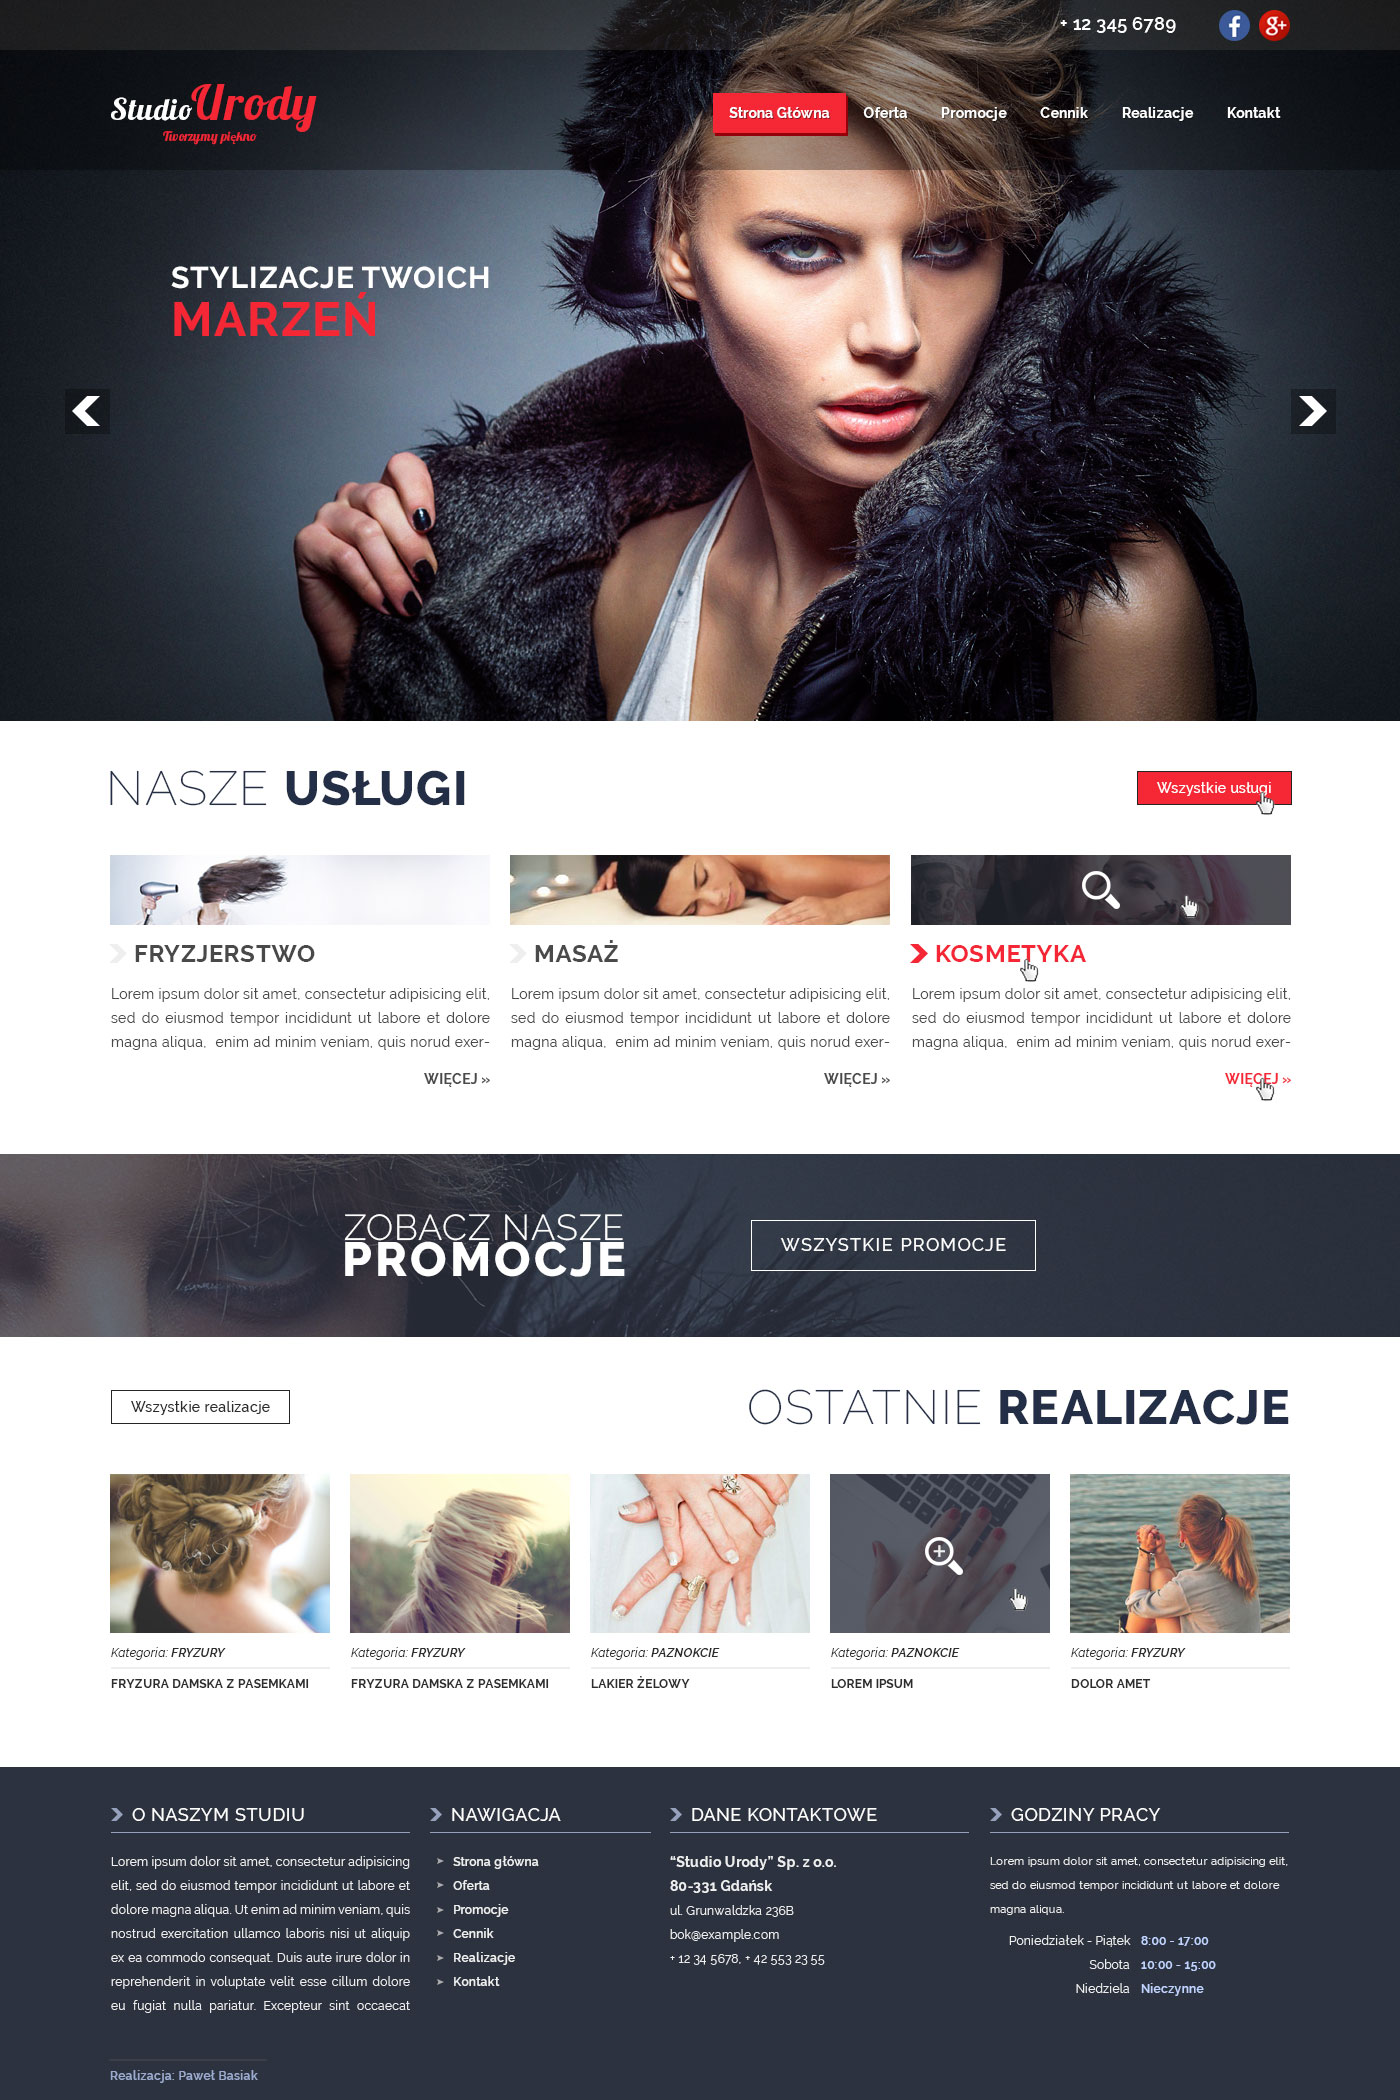 + 12 345 6789
Studio Urody
Tworzymy piękno
Strona Główna Oferta Promocje Cennik Realizacje Kontakt
STYLIZACJE TWOICH
MARZEŃ
NASZE USŁUGI
Wszystkie usługi
FRYZJERSTWO
Lorem ipsum dolor sit amet, consectetur adipisicing elit,
sed do eiusmod tempor incididunt ut labore et dolore
magna aliqua, enim ad minim veniam, quis norud exer-
WIĘCEJ »
MASAŻ
Lorem ipsum dolor sit amet, consectetur adipisicing elit,
sed do eiusmod tempor incididunt ut labore et dolore
magna aliqua, enim ad minim veniam, quis norud exer-
WIĘCEJ »
KOSMETYKA
Lorem ipsum dolor sit amet, consectetur adipisicing elit,
sed do eiusmod tempor incididunt ut labore et dolore
magna aliqua, enim ad minim veniam, quis norud exer-
WIĘCEJ »
ZOBACZ NASZE
PROMOCJE
WSZYSTKIE PROMOCJE
Wszystkie realizacje
OSTATNIE REALIZACJE
Kategoria: FRYZURY
FRYZURA DAMSKA Z PASEMKAMI
Kategoria: FRYZURY
FRYZURA DAMSKA Z PASEMKAMI
Kategoria: PAZNOKCIE
LAKIER ŻELOWY
Kategoria: PAZNOKCIE
LOREM IPSUM
Kategoria: FRYZURY
DOLOR AMET
O NASZYM STUDIU
Lorem ipsum dolor sit amet, consectetur adipisicing
elit, sed do eiusmod tempor incididunt ut labore et
dolore magna aliqua. Ut enim ad minim veniam, quis
nostrud exercitation ullamco laboris nisi ut aliquip
ex ea commodo consequat. Duis aute irure dolor in
reprehenderit in voluptate velit esse cillum dolore
eu fugiat nulla pariatur. Excepteur sint occaecat
NAWIGACJA
Strona główna
Oferta
Promocje
Cennik
Realizacje
Kontakt
DANE KONTAKTOWE
“Studio Urody” Sp. z o.o.
80-331 Gdańsk
ul. Grunwaldzka 236B
bok@example.com
+ 12 34 5678, + 42 553 23 55
GODZINY PRACY
Lorem ipsum dolor sit amet, consectetur adipisicing elit,
sed do eiusmod tempor incididunt ut labore et dolore
magna aliqua.
Poniedziałek - Piątek 8:00 - 17:00
Sobota 10:00 - 15:00
Niedziela Nieczynne
Realizacja: Paweł Basiak